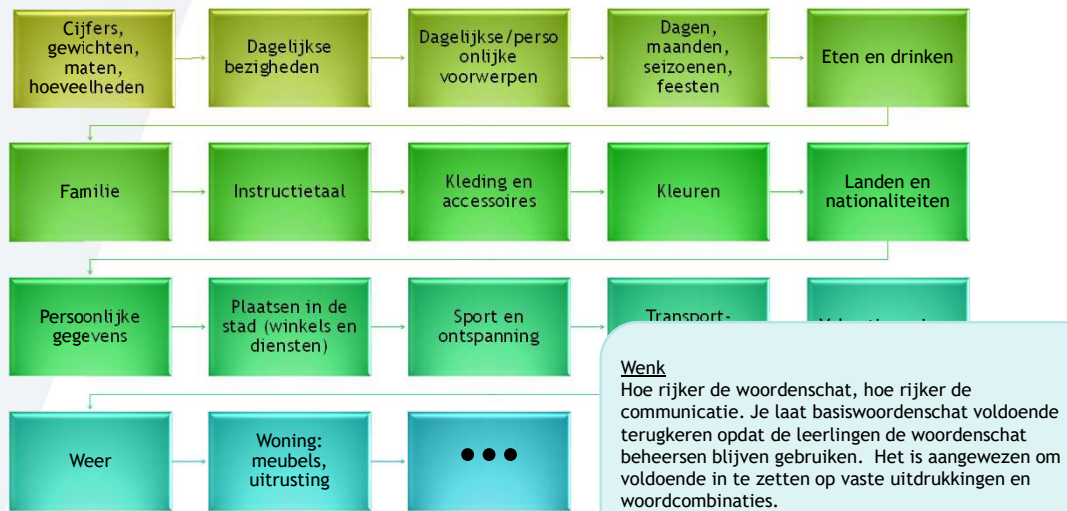 Cijfers,
gewichten,
maten,
hoeveelheden
Dagelijkse
bezigheden
Dagelijkse/perso
onlijke
voorwerpen
Dagen,
maanden,
seizoenen,
feesten
Eten en drinken
Familie
Instructietaal
Kleding en
accessoires
Kleuren
Landen en
nationaliteiten
Persoonlijke
gegevens
Plaatsen in de
stad (winkels en
diensten)
Sport en
ontspanning
Transport-
Weer
Woning:
meubels,
uitrusting
•••
Wenk
Hoe rijker de woordenschat, hoe rijker de
communicatie. Je laat basiswoordenschat voldoende
terugkeren opdat de leerlingen de woordenschat
beheersen blijven gebruiken. Het is aangewezen om
voldoende in te zetten op vaste uitdrukkingen en
woordcombinaties.